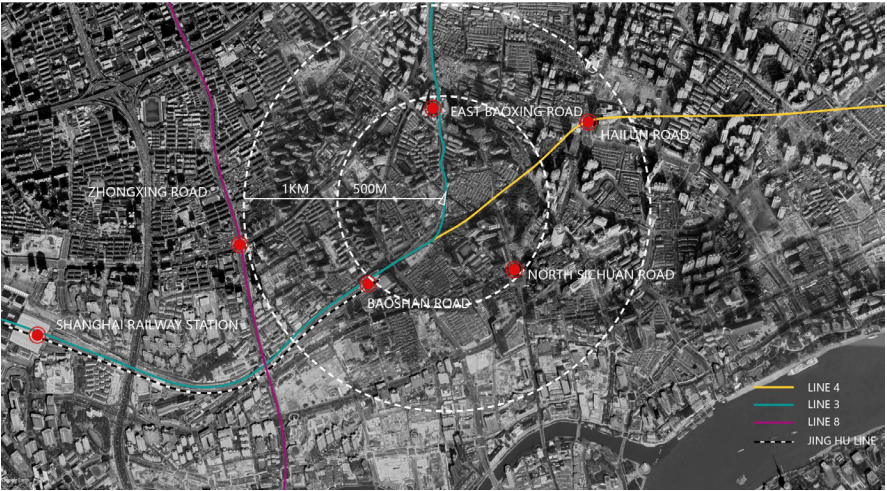 EAST BAOXING ROAD
HAILUN ROAD
ZHONGXING ROAD
1KM
500M
NORTH SICHUAN ROAD
BAOSHAN ROAD
SHANGHAI RAILWAY STATION
LINE 4
LINE 3
LINE 8
JING HU LINE